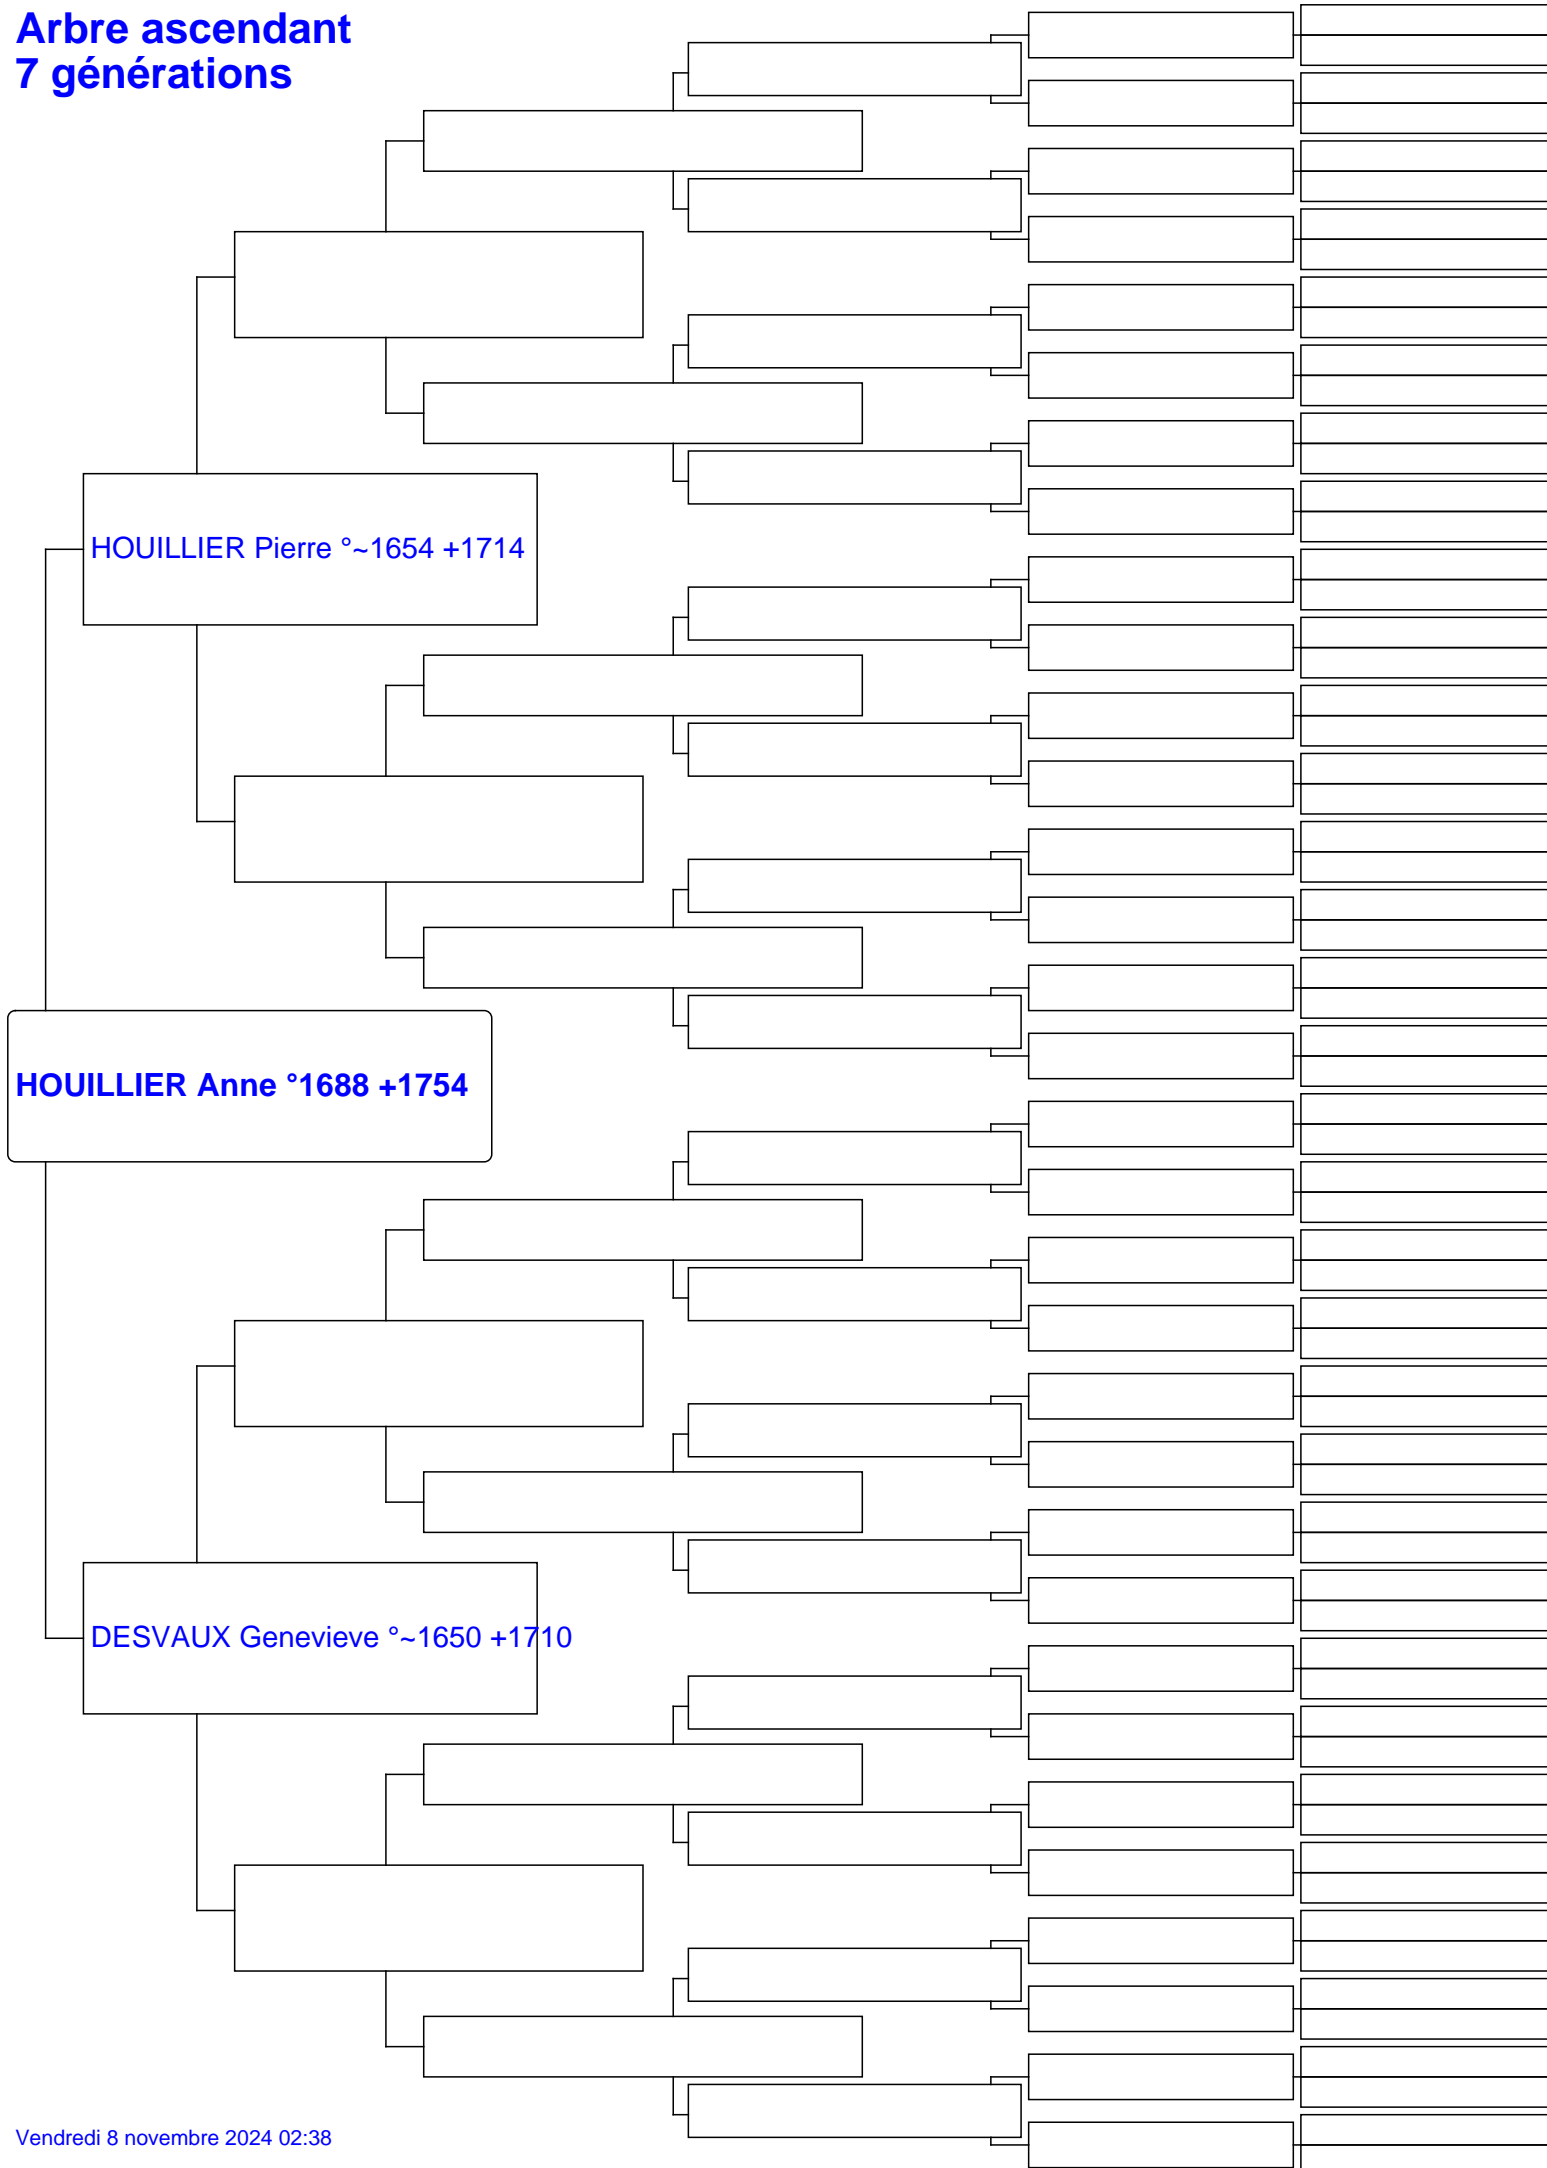 Arbre ascendant
7 générations
HOUILLIER Pierre °~1654 +1714
HOUILLIER Anne °1688 +1754
DESVAUX Genevieve °~1650 +1710
Vendredi 8 novembre 2024 02:38